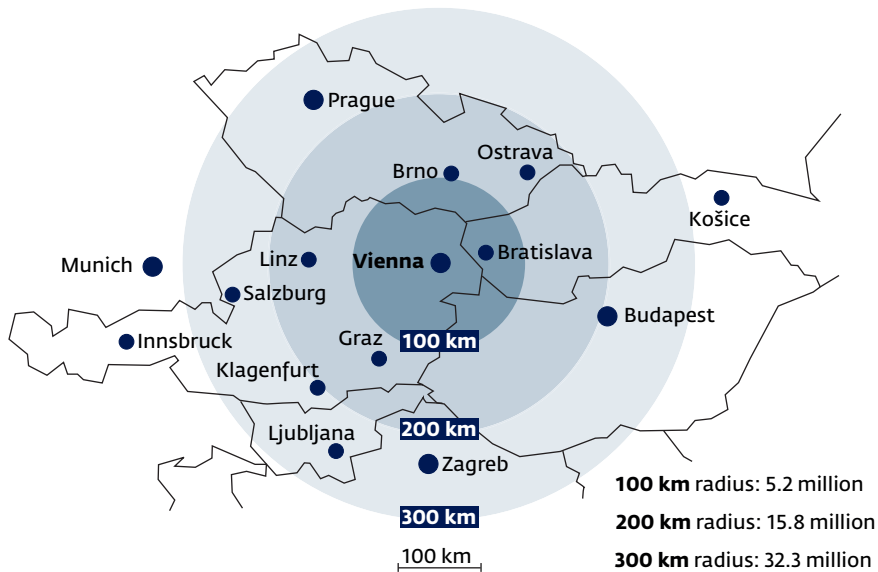 Prague
Ostrava
Brno
Košice
Bratislava
Linz
Vienna
Munich
Salzburg
Budapest
Innsbruck
Graz
100 km
Klagenfurt
200 km
Ljubljana
Zagreb
300 km
100 km
100 km radius: 5.2 million
200 km radius: 15.8 million
300 km radius: 32.3 million